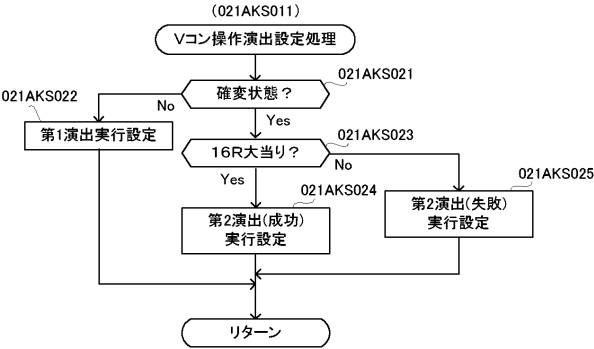 (021AKS011)
Vコン操作演出設定処理
021AKS021
確変状態？
021AKS022
No
Yes
第1演出実行設定
021AKS023
16R大当り？
No
Yes
021AKS024
021AKS025
第2演出(成功)
実行設定
第2演出(失敗)
実行設定
リターン